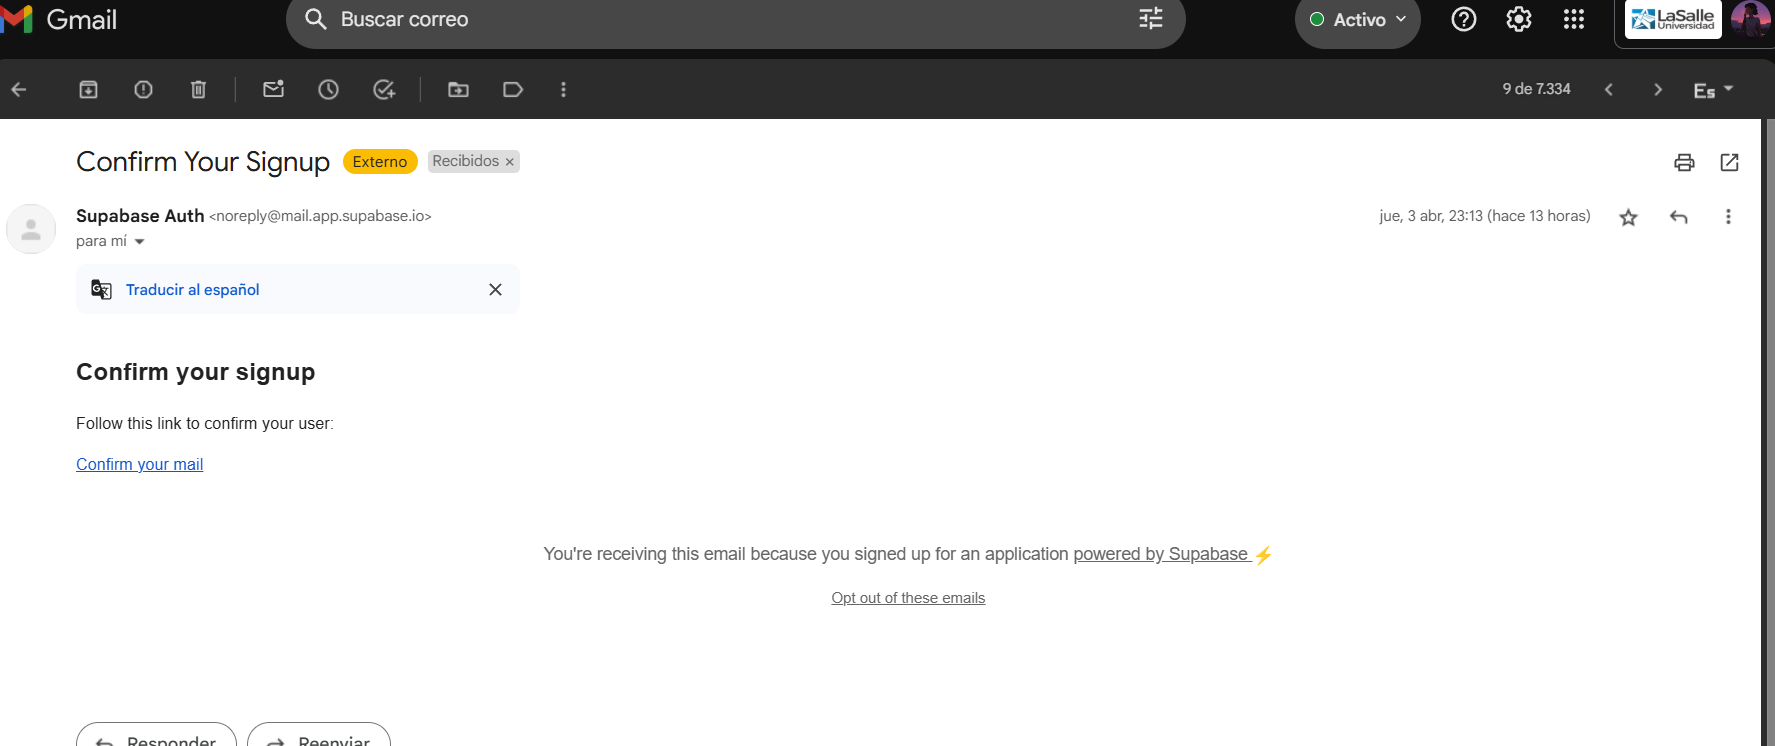 Gmail
Buscar correo
Activo
LaSalle
Universidad
9 de 7.334
Es
Confirm Your Signup
Externo
Recibidos ×
Supabase Auth <noreply@mail.app.supabase.io>
jue, 3 abr, 23:13 (hace 13 horas)
para mí
Traducir al español
Confirm your signup
Follow this link to confirm your user:
Confirm your mail
You're receiving this email because you signed up for an application powered by Supabase ⚡
Opt out of these emails
Responder
Reenviar